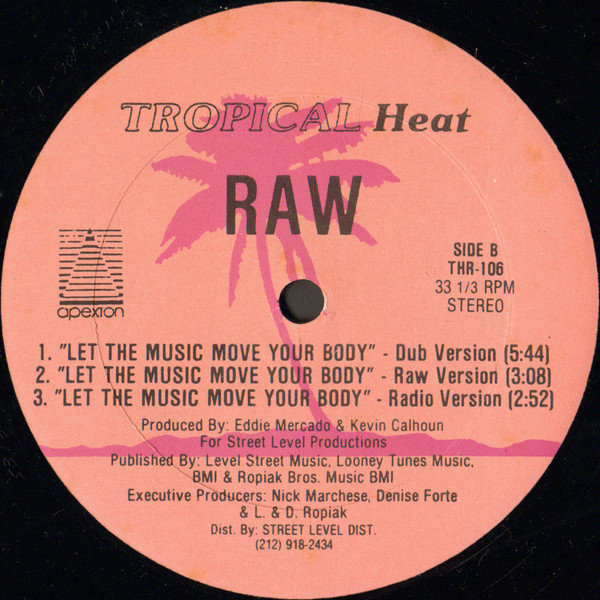 TROPICAL Heat
RAW
SIDE B
THR-106
33 1/3 RPM
STEREO
apexton
1. "LET THE MUSIC MOVE YOUR BODY" - Dub Version (5:44)
2. "LET THE MUSIC MOVE YOUR BODY" - Raw Version (3:08)
3. "LET THE MUSIC MOVE YOUR BODY" - Radio Version (2:52)
Produced By: Eddie Mercado & Kevin Calhoun
For Street Level Productions
Published By: Level Street Music, Looney Tunes Music,
BMI & Ropiak Bros. Music BMI
Executive Producers: Nick Marchese, Denise Forte
& L. & D. Ropiak
Dist. By: STREET LEVEL DIST.
(212) 918-2434